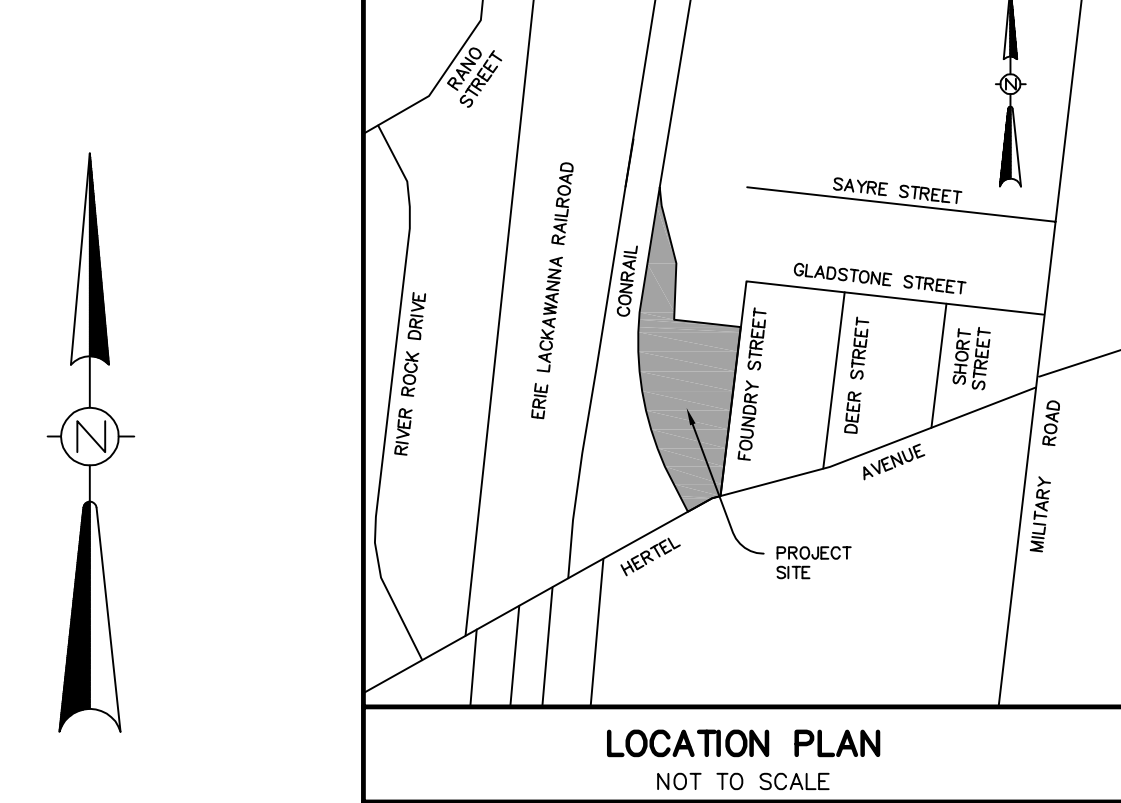 RANO
STREET
N
SAYRE STREET
ERIE LACKAWANNA RAILROAD
CONRAIL
GLADSTONE STREET
RIVER ROCK DRIVE
FOUNDRY STREET
DEER STREET
SHORT
STREET
N
MILITARY ROAD
HERTEL AVENUE
PROJECT
SITE
LOCATION PLAN
NOT TO SCALE